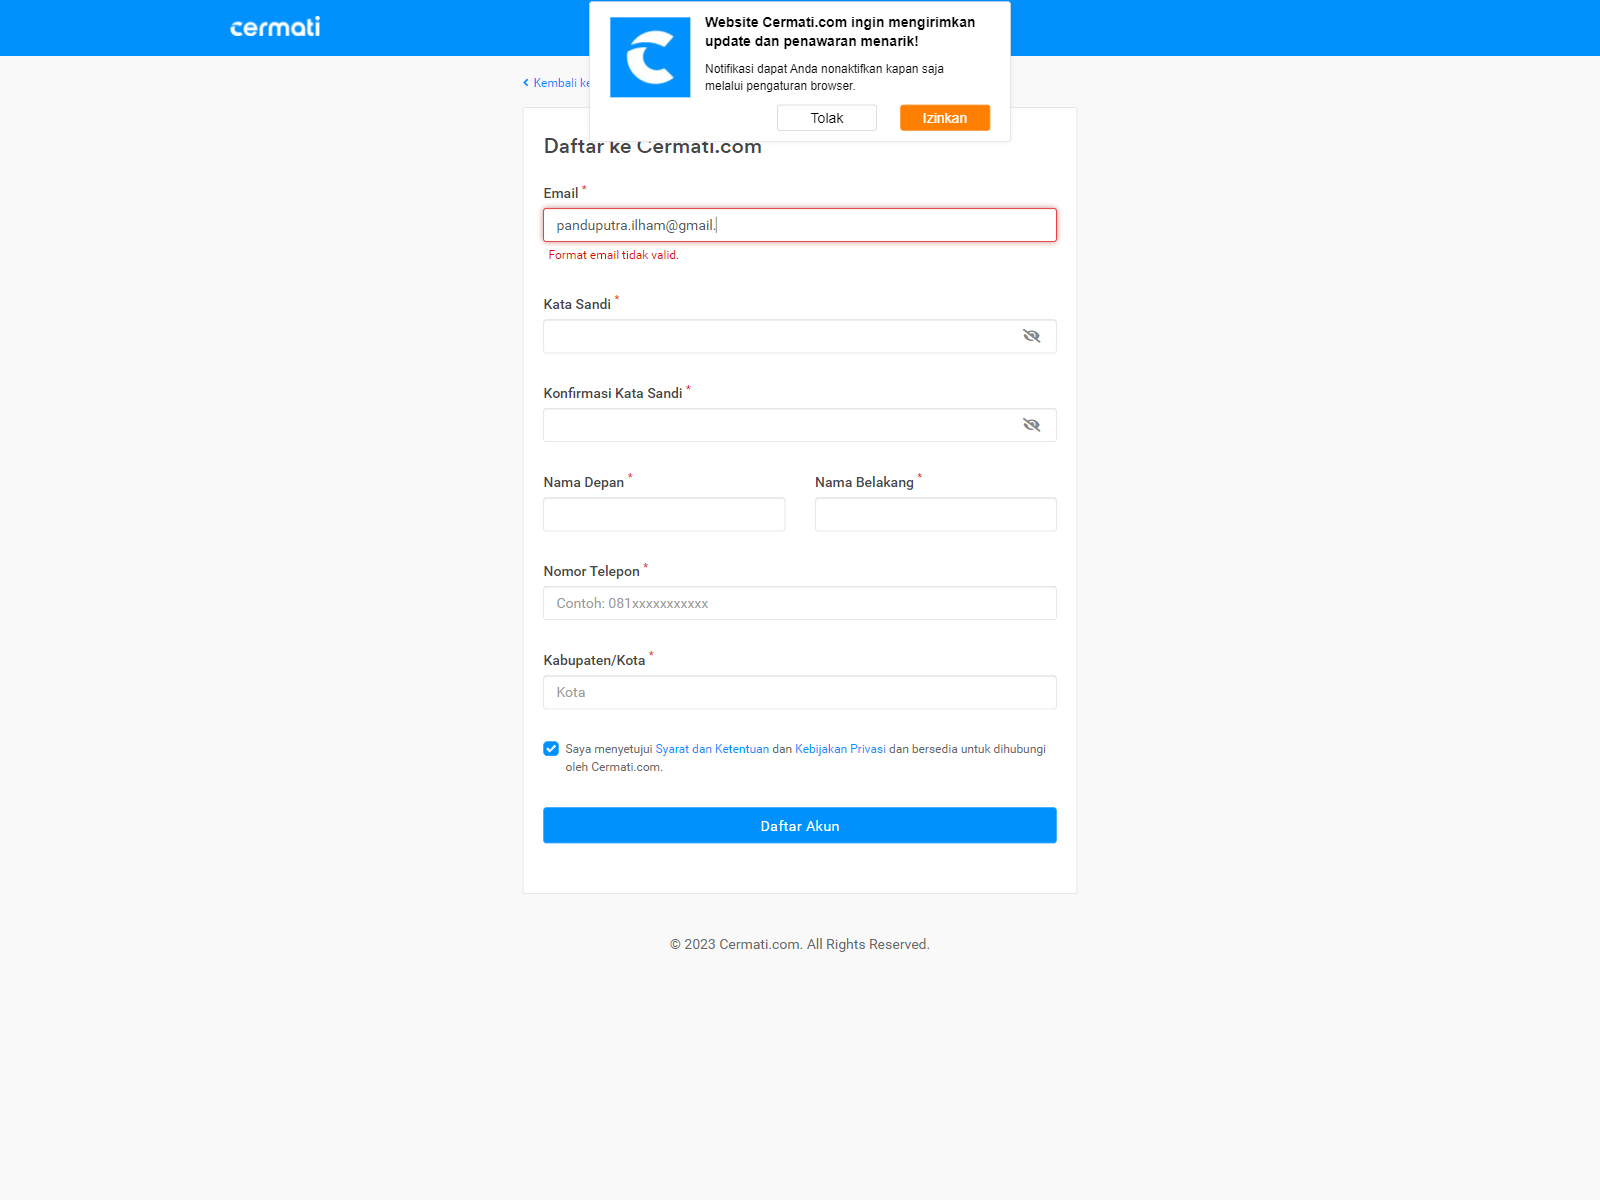 cermati
Website Cermati.com ingin mengirimkan
update dan penawaran menarik!
Notifikasi dapat Anda nonaktifkan kapan saja
melalui pengaturan browser.
Tolak
Izinkan
Kembali ke
Daftar ke Cermati.com
Email *
panduputra.ilham@gmail.
Format email tidak valid.
Kata Sandi *
Konfirmasi Kata Sandi *
Nama Depan *
Nama Belakang *
Nomor Telepon *
Contoh: 081xxxxxxxxxxx
Kabupaten/Kota *
Kota
Saya menyetujui Syarat dan Ketentuan dan Kebijakan Privasi dan bersedia untuk dihubungi
oleh Cermati.com.
Daftar Akun
© 2023 Cermati.com. All Rights Reserved.